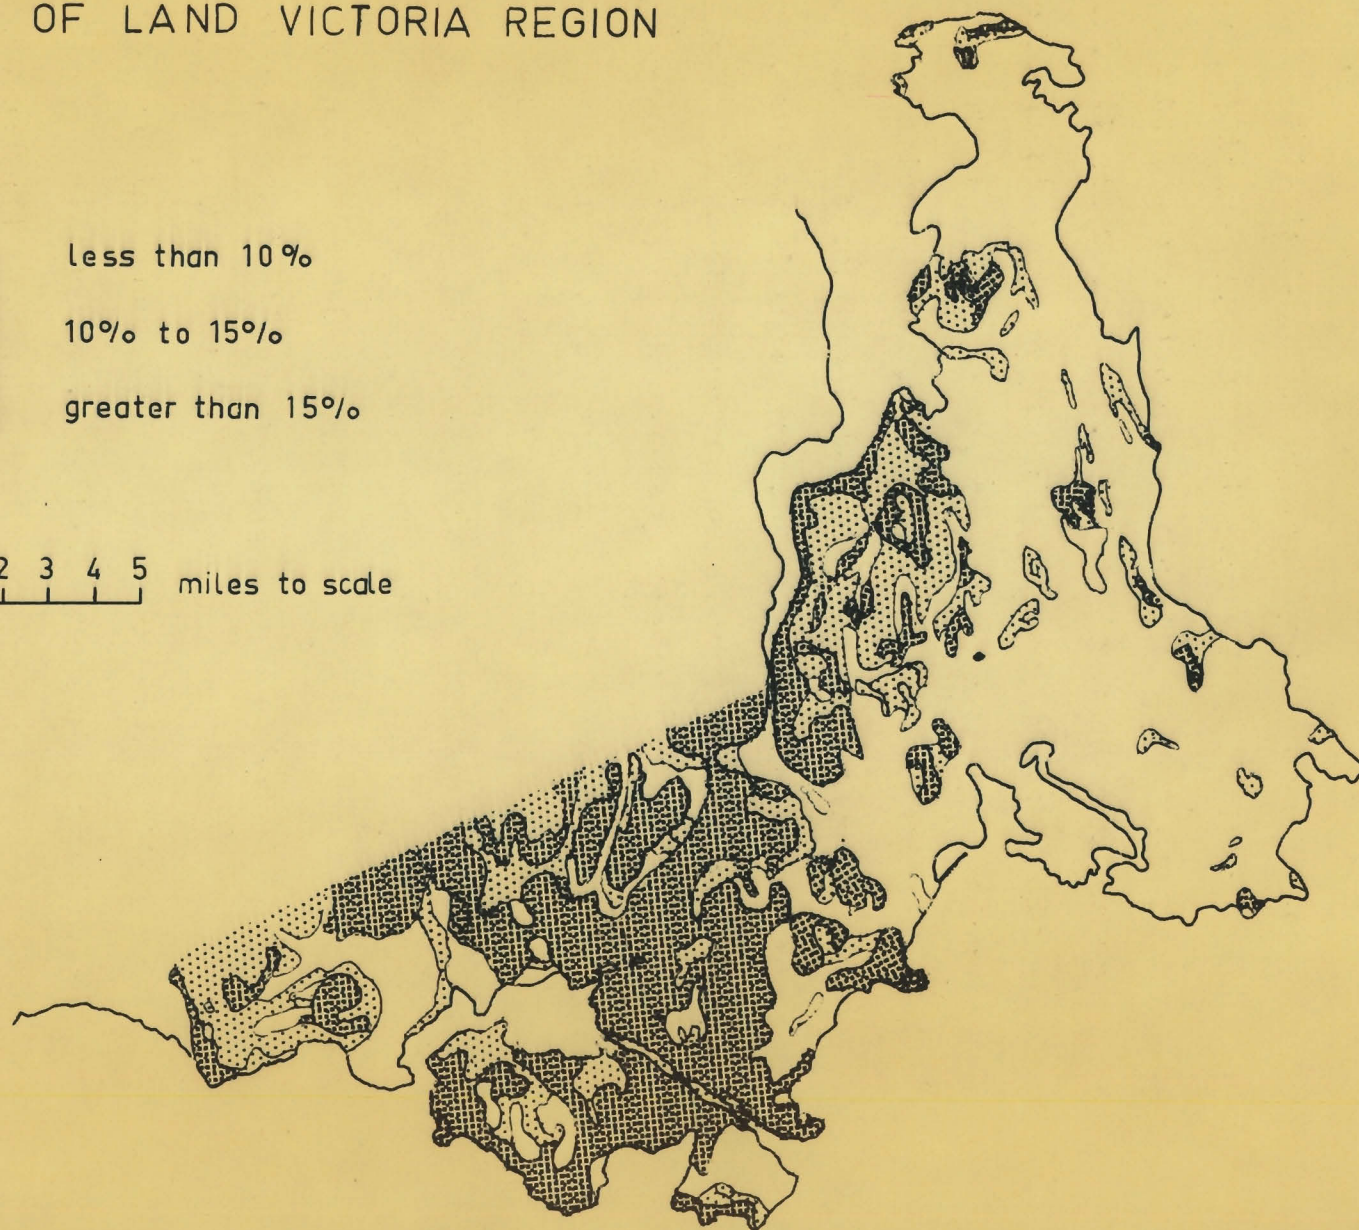 OF LAND VICTORIA REGION
less than 10%
10% to 15%
greater than 15%
2 3 4 5 miles to scale